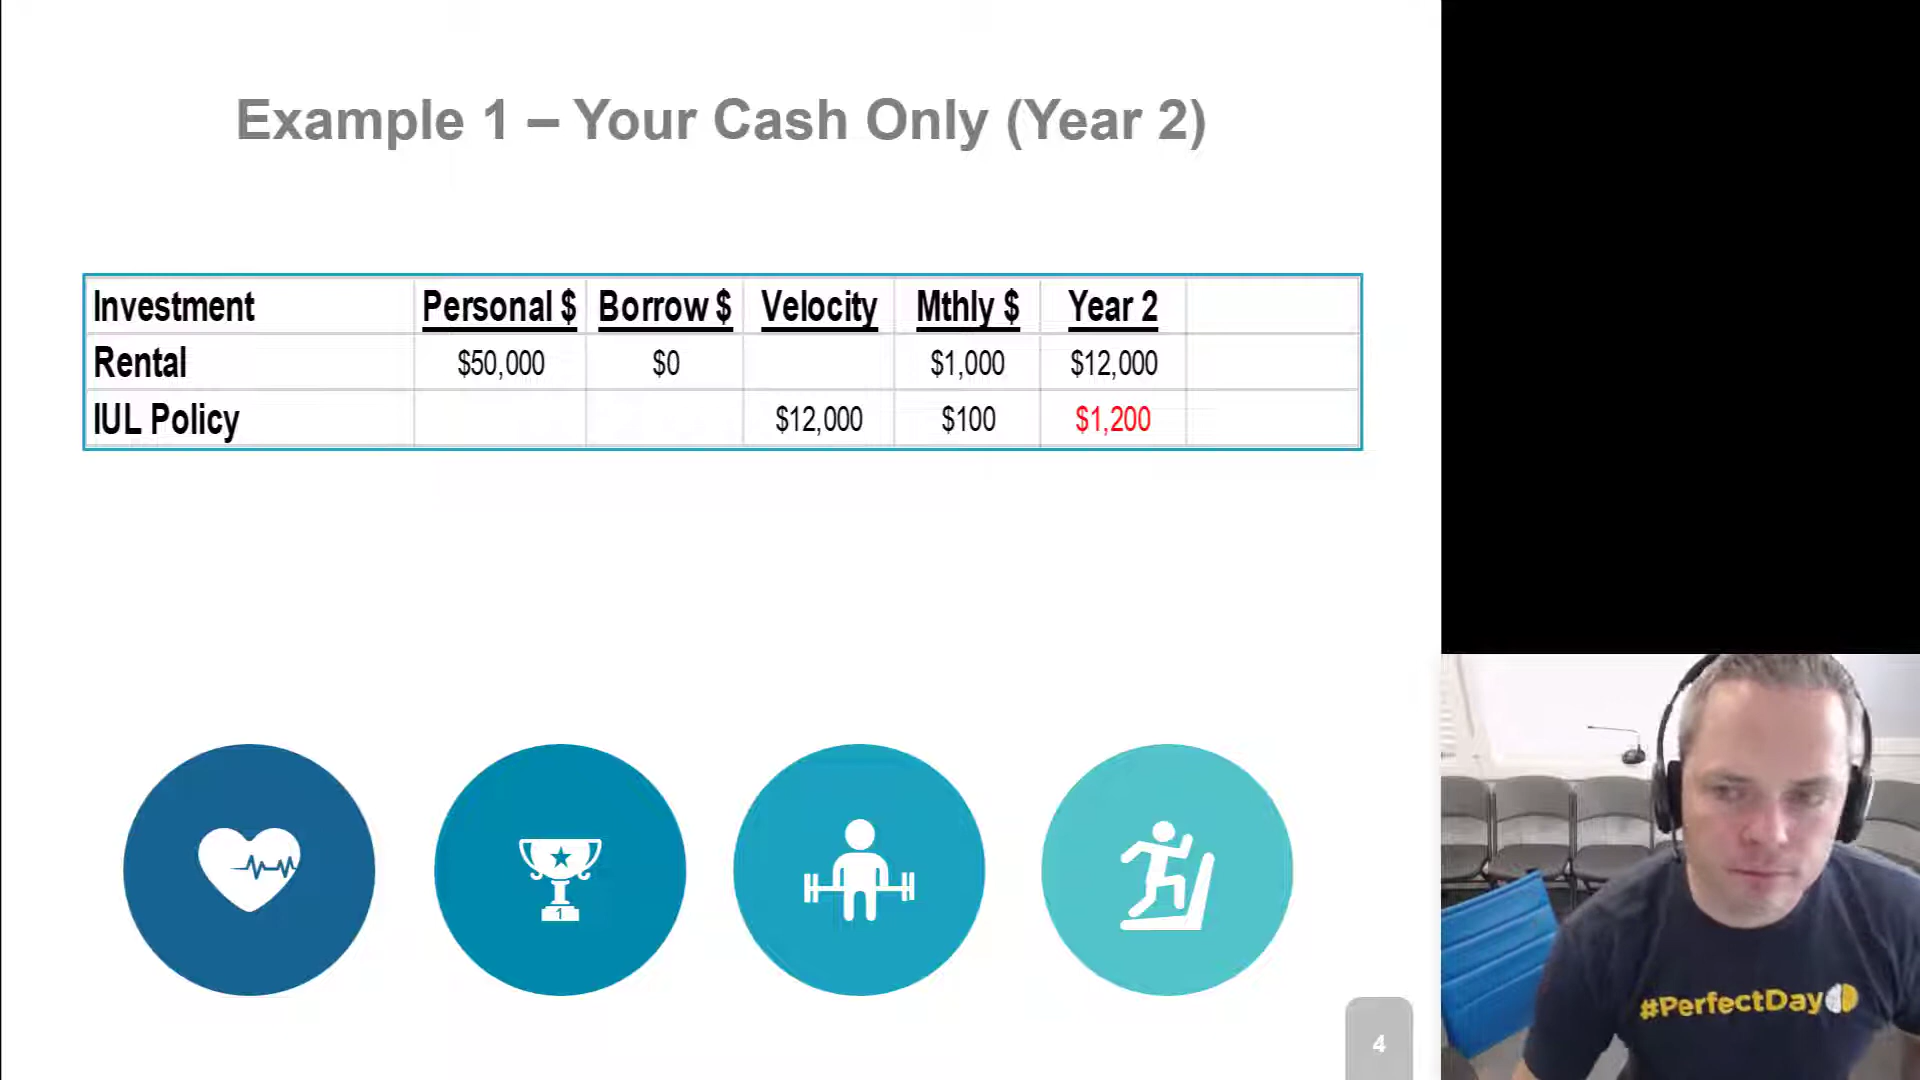 Example 1 – Your Cash Only (Year 2)
Investment Personal $ Borrow $ Velocity Mthly $ Year 2
Rental $50,000 $0 $1,000 $12,000
IUL Policy $12,000 $100 $1,200
1
#PerfectDay
4